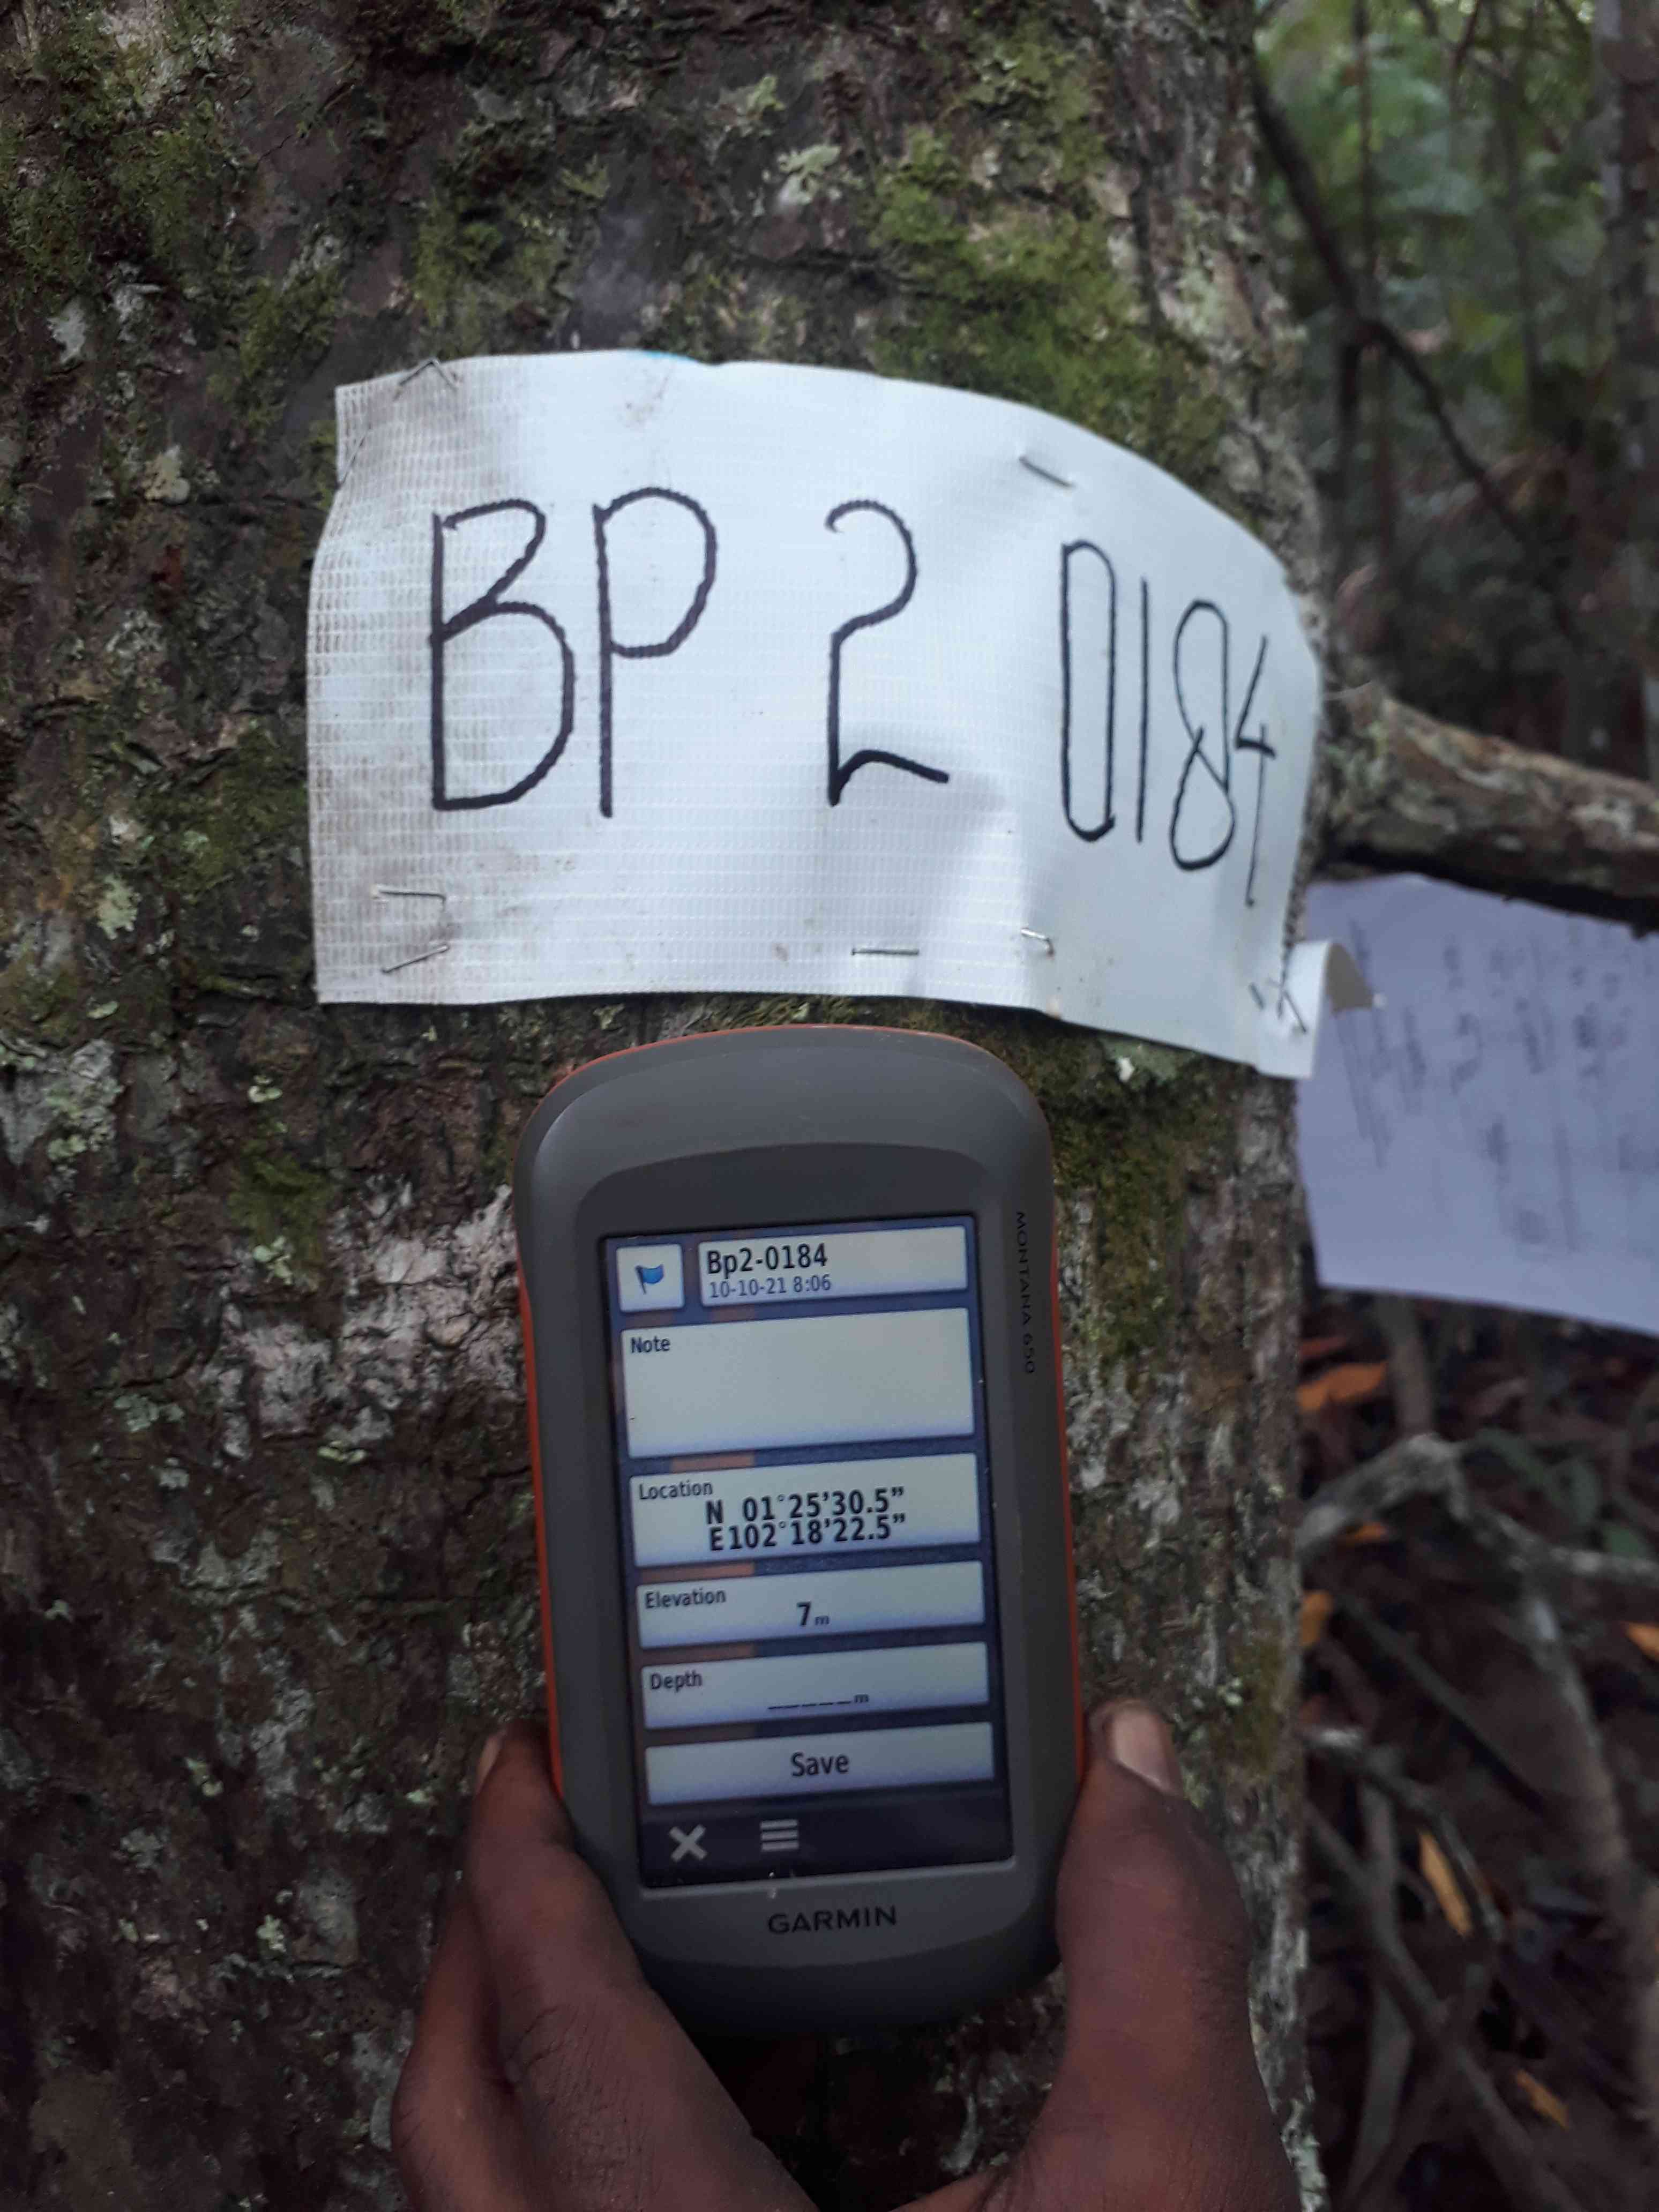 BP 2 0184
MONTANA 650
Bp2-0184
10-10-21 8:06
Note
Location
N 01°25'30.5"
E102°18'22.5"
Elevation
7m
Depth
_____m
Save
GARMIN